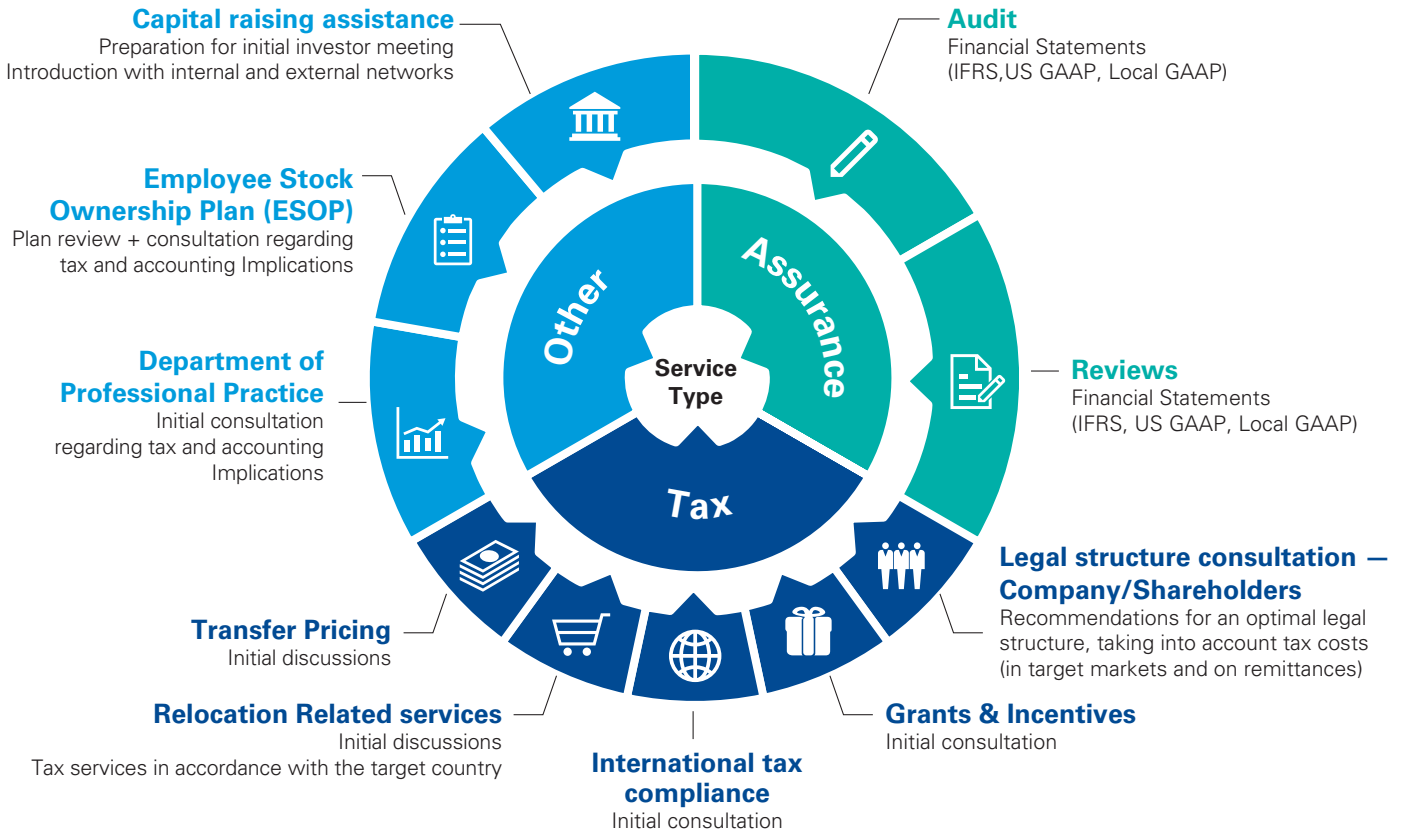 Capital raising assistance
Preparation for initial investor meeting
Introduction with internal and external networks
Audit
Financial Statements
(IFRS,US GAAP, Local GAAP)
Employee Stock
Ownership Plan (ESOP)
Plan review + consultation regarding
tax and accounting Implications
Other
Assurance
Service
Type
Tax
Department of
Professional Practice
Initial consultation
regarding tax and accounting
Implications
Reviews
Financial Statements
(IFRS, US GAAP, Local GAAP)
Legal structure consultation —
Company/Shareholders
Recommendations for an optimal legal
structure, taking into account tax costs
(in target markets and on remittances)
Transfer Pricing
Initial discussions
Relocation Related services
Initial discussions
Tax services in accordance with the target country
International tax
compliance
Initial consultation
Grants & Incentives
Initial consultation